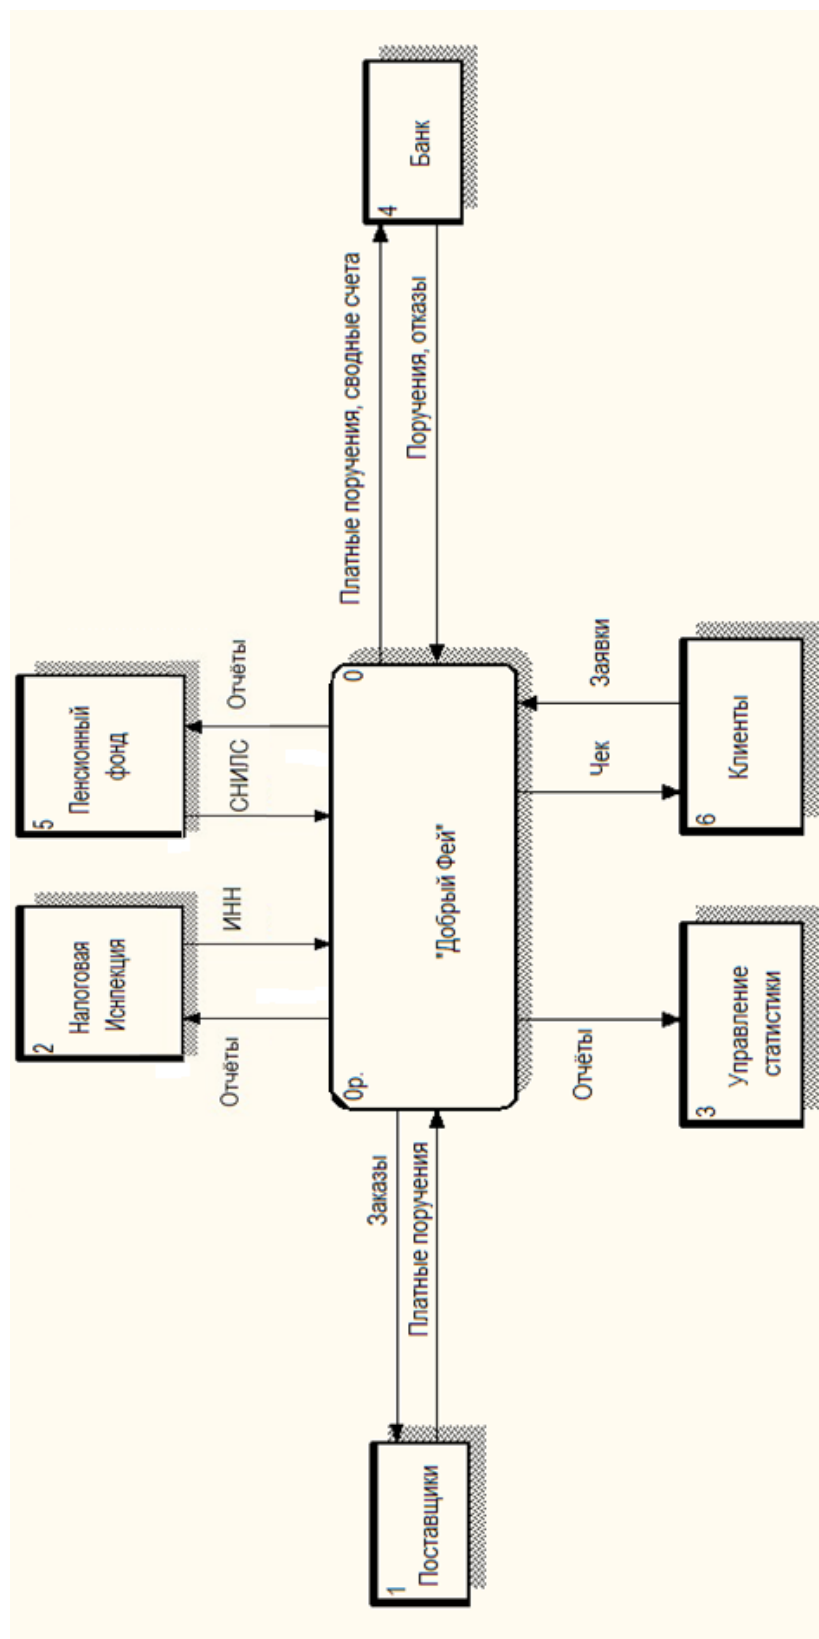 2
Налоговая
Иснпекция
5
Пенсионный
фонд
Отчёты
ИНН
СНИЛС
Отчёты
1
Поставщики
Заказы
Платные поручения
0р.
"Добрый Фей"
0
Платные поручения, сводные счета
Поручения, отказы
4
Банк
Отчёты
Чек
Заявки
3
Управление
статистики
6
Клиенты